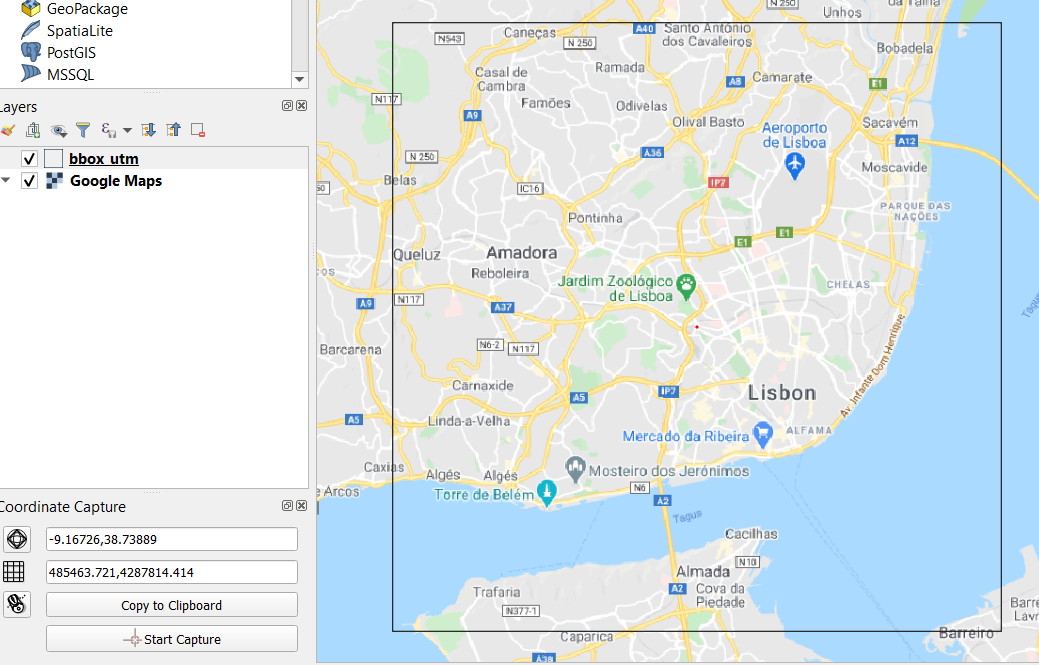 GeoPackage
SpatiaLite
PostGIS
MSSQL
Layers
bbox_utm
Google Maps
Coordinate Capture
-9.16726,38.73889
485463.721,4287814.414
Copy to Clipboard
Start Capture
N 250
Unhos
N543
Caneças
N 250
A40
Santo António
dos Cavaleiros
Bobadela
Casal de
Cambra
Ramada
A8
Camarate
E1
N117
Famões
Odivelas
A9
Olival Basto
Aeroporto
de Lisboa
Sacavém
A12
N 250
A36
Moscavide
Belas
IC16
IP7
PARQUE DAS
NAÇÕES
Pontinha
E1
E1
Queluz
Amadora
Reboleira
Jardim Zoológico
de Lisboa
CHELAS
A9
N117
A37
Barcarena
N6-2
N117
Av. Infante Dom Henrique
Carnaxide
A5
IP7
Lisbon
A5
Linda-a-Velha
Mercado da Ribeira
ALFAMA
Caxias
Algés
Algés
Mosteiro dos Jerónimos
e Arcos
Torre de Belém
N6
A2
Tagus
Cacilhas
N10
Almada
Trafaria
A2
Cova da
Piedade
N377-1
Caparica
Barreiro
A38